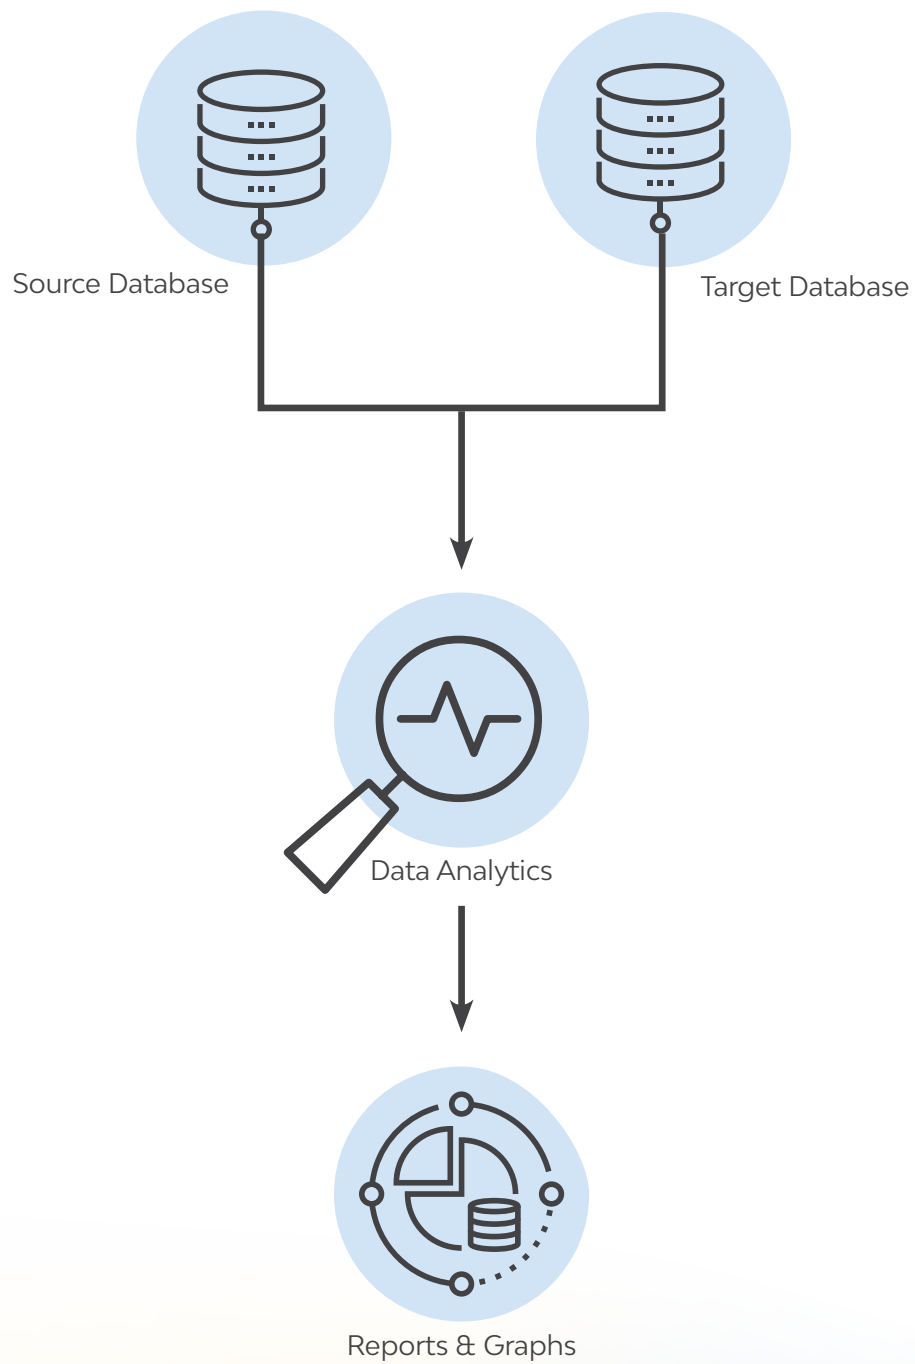 Source Database
Target Database
Data Analytics
Reports & Graphs